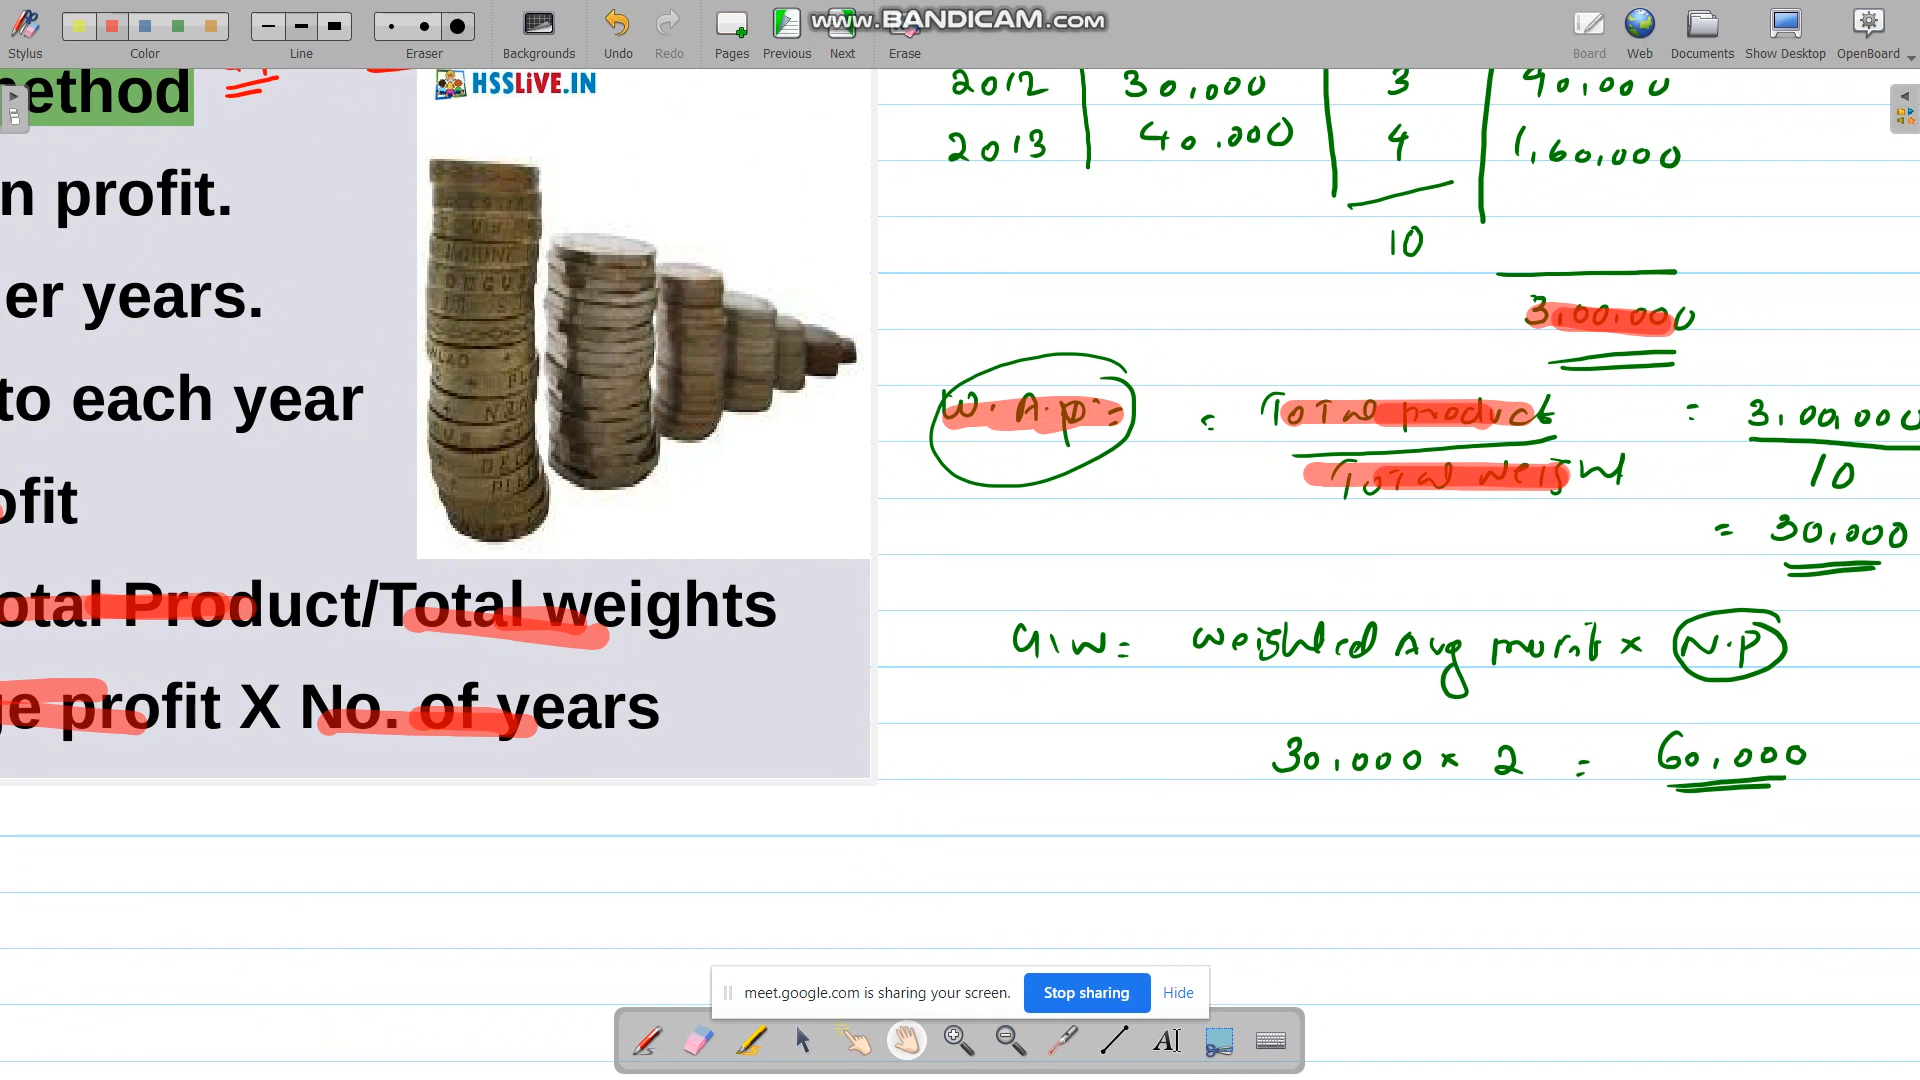 Stylus
Color
Line
Eraser
Backgrounds
Undo
Redo
Pages
Previous
Next
Erase
www.BANDICAM.com
Board
Web
Documents
Show Desktop
OpenBoard
ethod
HSSLiVE.IN
n profit.
er years.
to each year
ofit
otal Product/Total weights
ge profit X No. of years
2012 30,000 3 90,000
2013 40,000 4 1,60,000
10
3,00,000
W.A.P = = Total product = 3,00,000
Total weight 10
= 30,000
G/W = weighted Avg profit × N.P
30,000 × 2 = 60,000
meet.google.com is sharing your screen.
Stop sharing
Hide